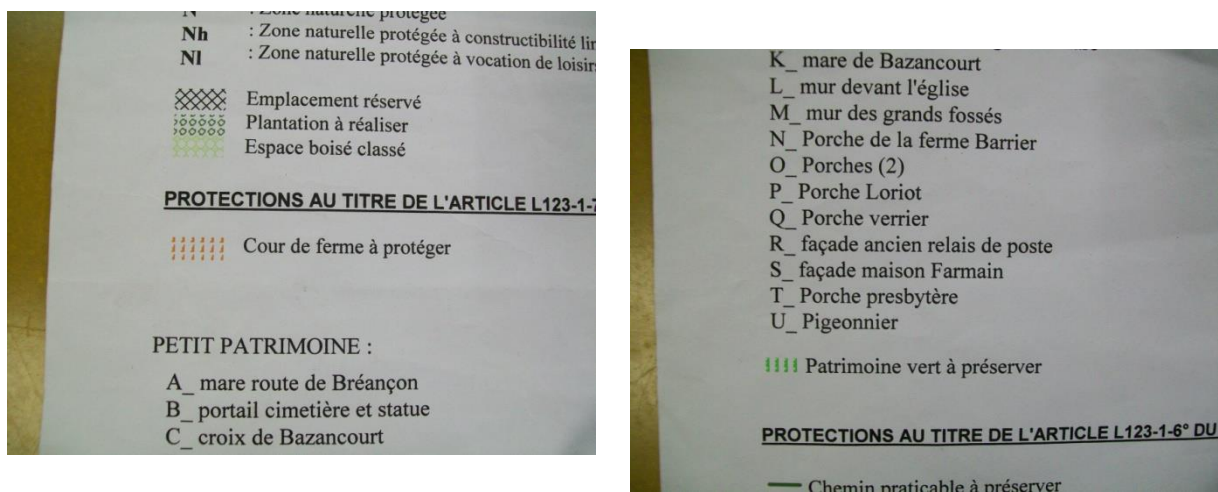 N : Zone naturelle protégée
Nh : Zone naturelle protégée à constructibilité
Nl : Zone naturelle protégée à vocation de loisirs
Emplacement réservé
Plantation à réaliser
Espace boisé classé
PROTECTIONS AU TITRE DE L'ARTICLE L123-1-7
Cour de ferme à protéger
PETIT PATRIMOINE :
A_ mare route de Bréançon
B_ portail cimetière et statue
C_ croix de Bazancourt
K_ mare de Bazancourt
L_ mur devant l'église
M_ mur des grands fossés
N_ Porche de la ferme Barrier
O_ Porches (2)
P_ Porche Loriot
Q_ Porche verrier
R_ façade ancien relais de poste
S_ façade maison Farmain
T_ Porche presbytère
U_ Pigeonnier
Patrimoine vert à préserver
PROTECTIONS AU TITRE DE L'ARTICLE L123-1-6° DU
Chemin praticable à préserver